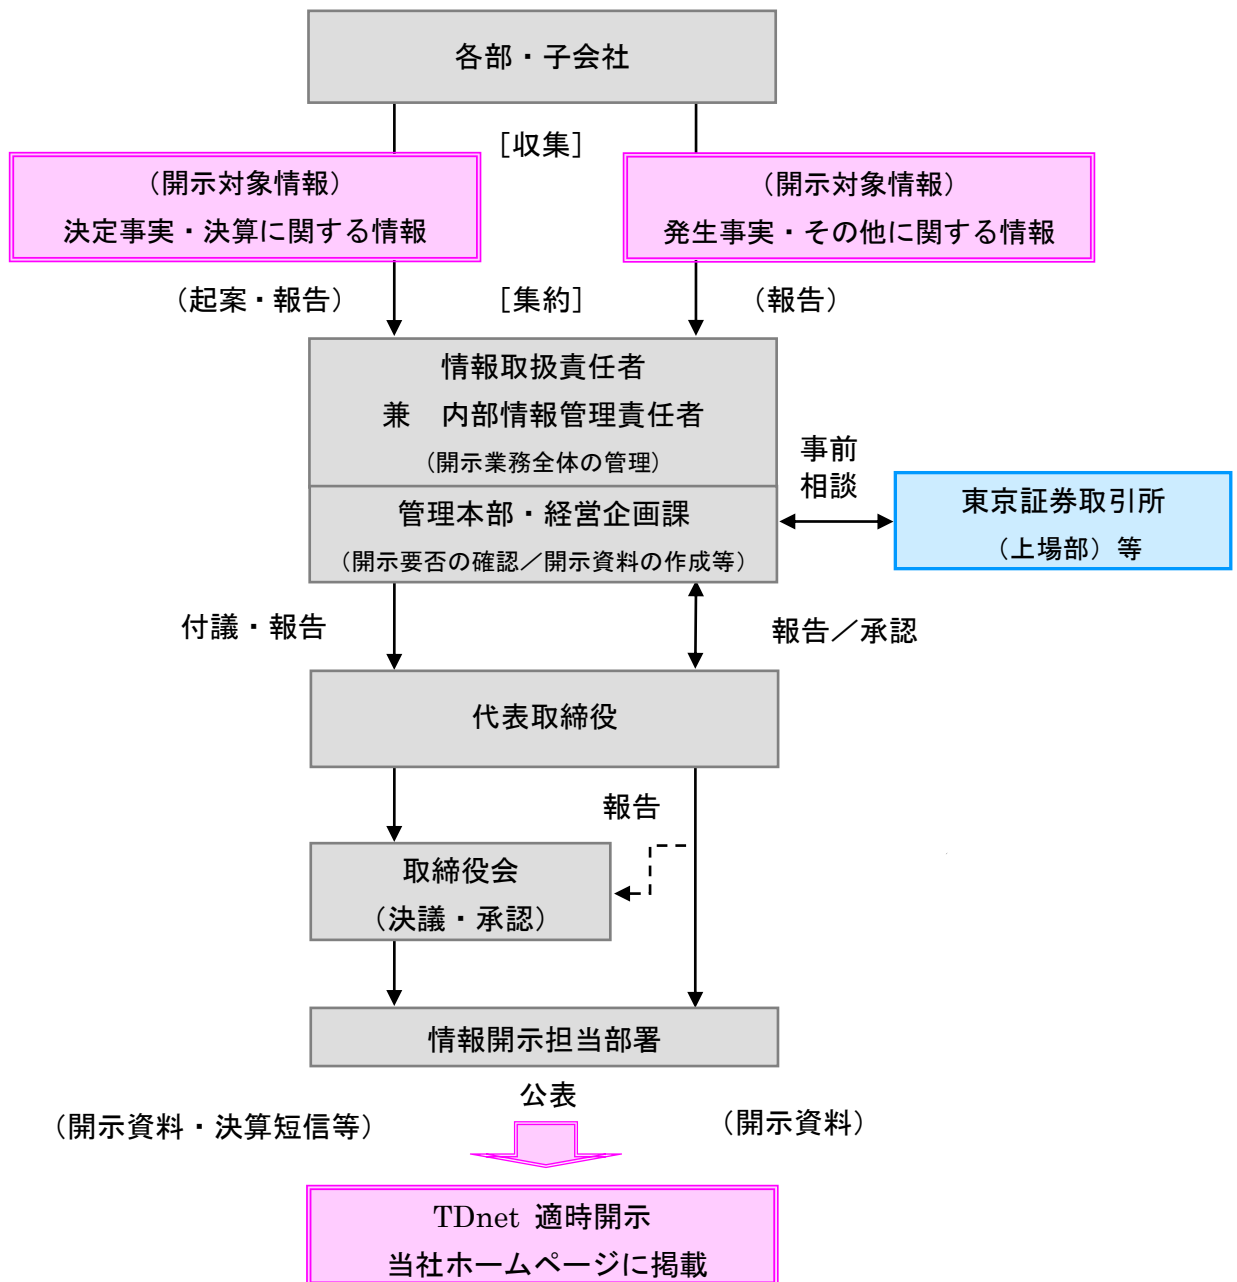 各部・子会社
［収集］
（開示対象情報）
決定事実・決算に関する情報
（開示対象情報）
発生事実・その他に関する情報
（起案・報告）
［集約］
（報告）
情報取扱責任者
兼　内部情報管理責任者
（開示業務全体の管理）
事前
相談
管理本部・経営企画課
（開示要否の確認／開示資料の作成等）
東京証券取引所
（上場部）等
付議・報告
報告／承認
代表取締役
報告
取締役会
（決議・承認）
情報開示担当部署
公表
（開示資料・決算短信等）
（開示資料）
TDnet 適時開示
当社ホームページに掲載